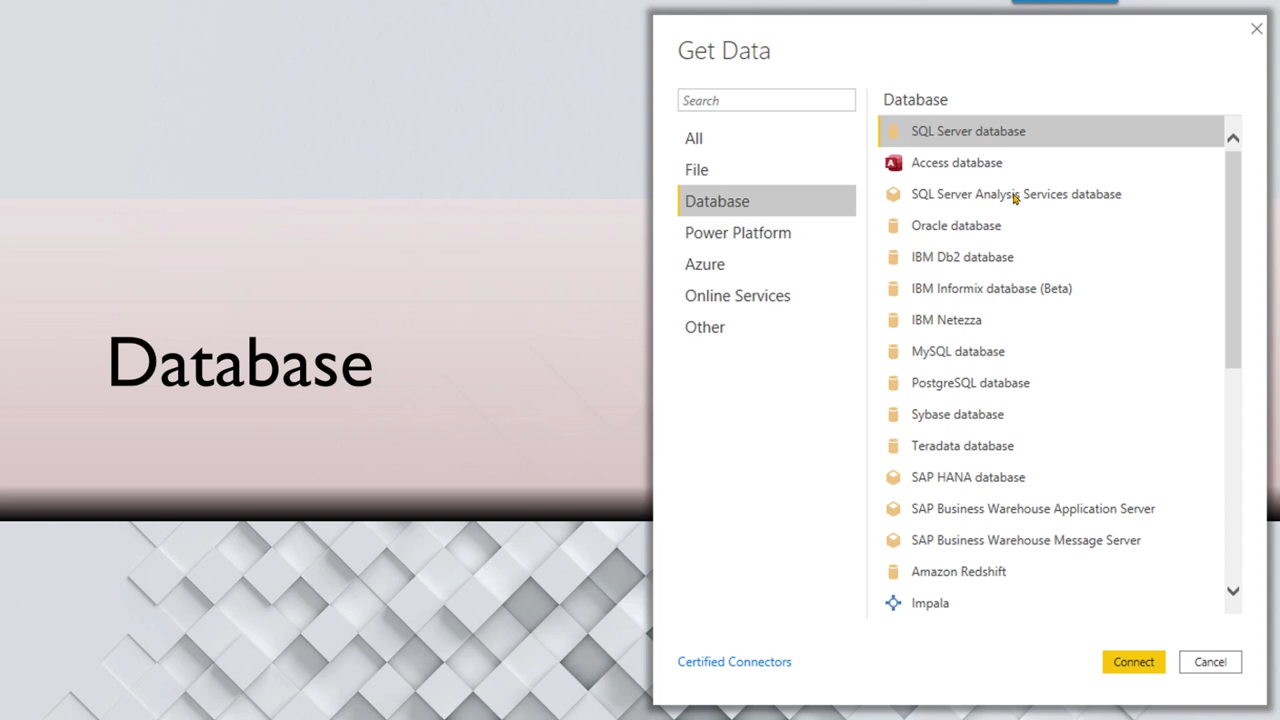 Database
Get Data
Search
All
File
Database
Power Platform
Azure
Online Services
Other
Database
SQL Server database
Access database
SQL Server Analysis Services database
Oracle database
IBM Db2 database
IBM Informix database (Beta)
IBM Netezza
MySQL database
PostgreSQL database
Sybase database
Teradata database
SAP HANA database
SAP Business Warehouse Application Server
SAP Business Warehouse Message Server
Amazon Redshift
Impala
Certified Connectors
Connect
Cancel